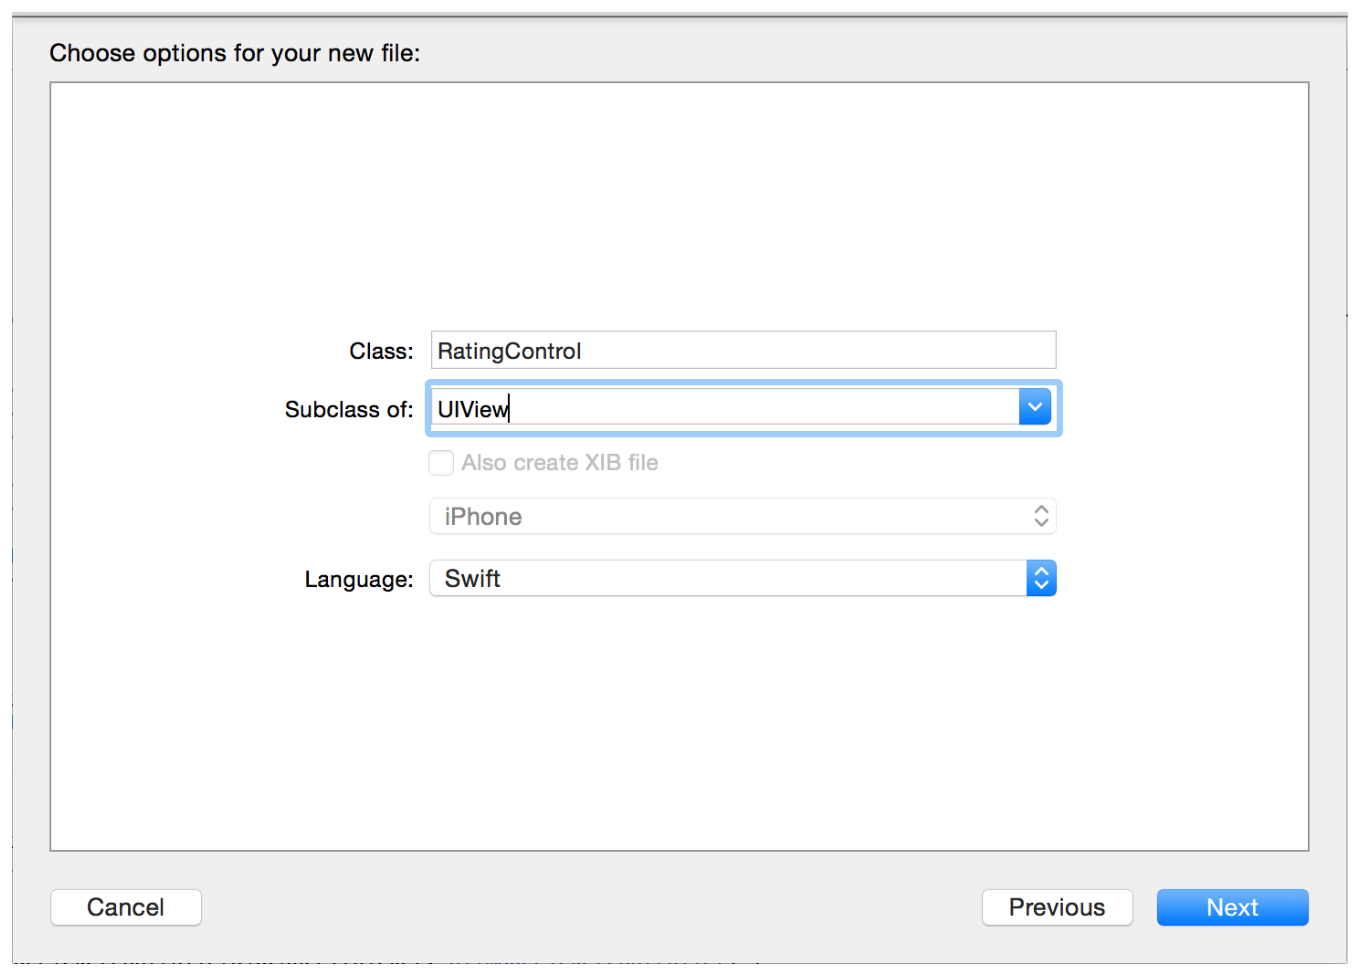 Choose options for your new file:
Class: RatingControl
Subclass of: UIView
Also create XIB file
iPhone
Language: Swift
Cancel Previous Next